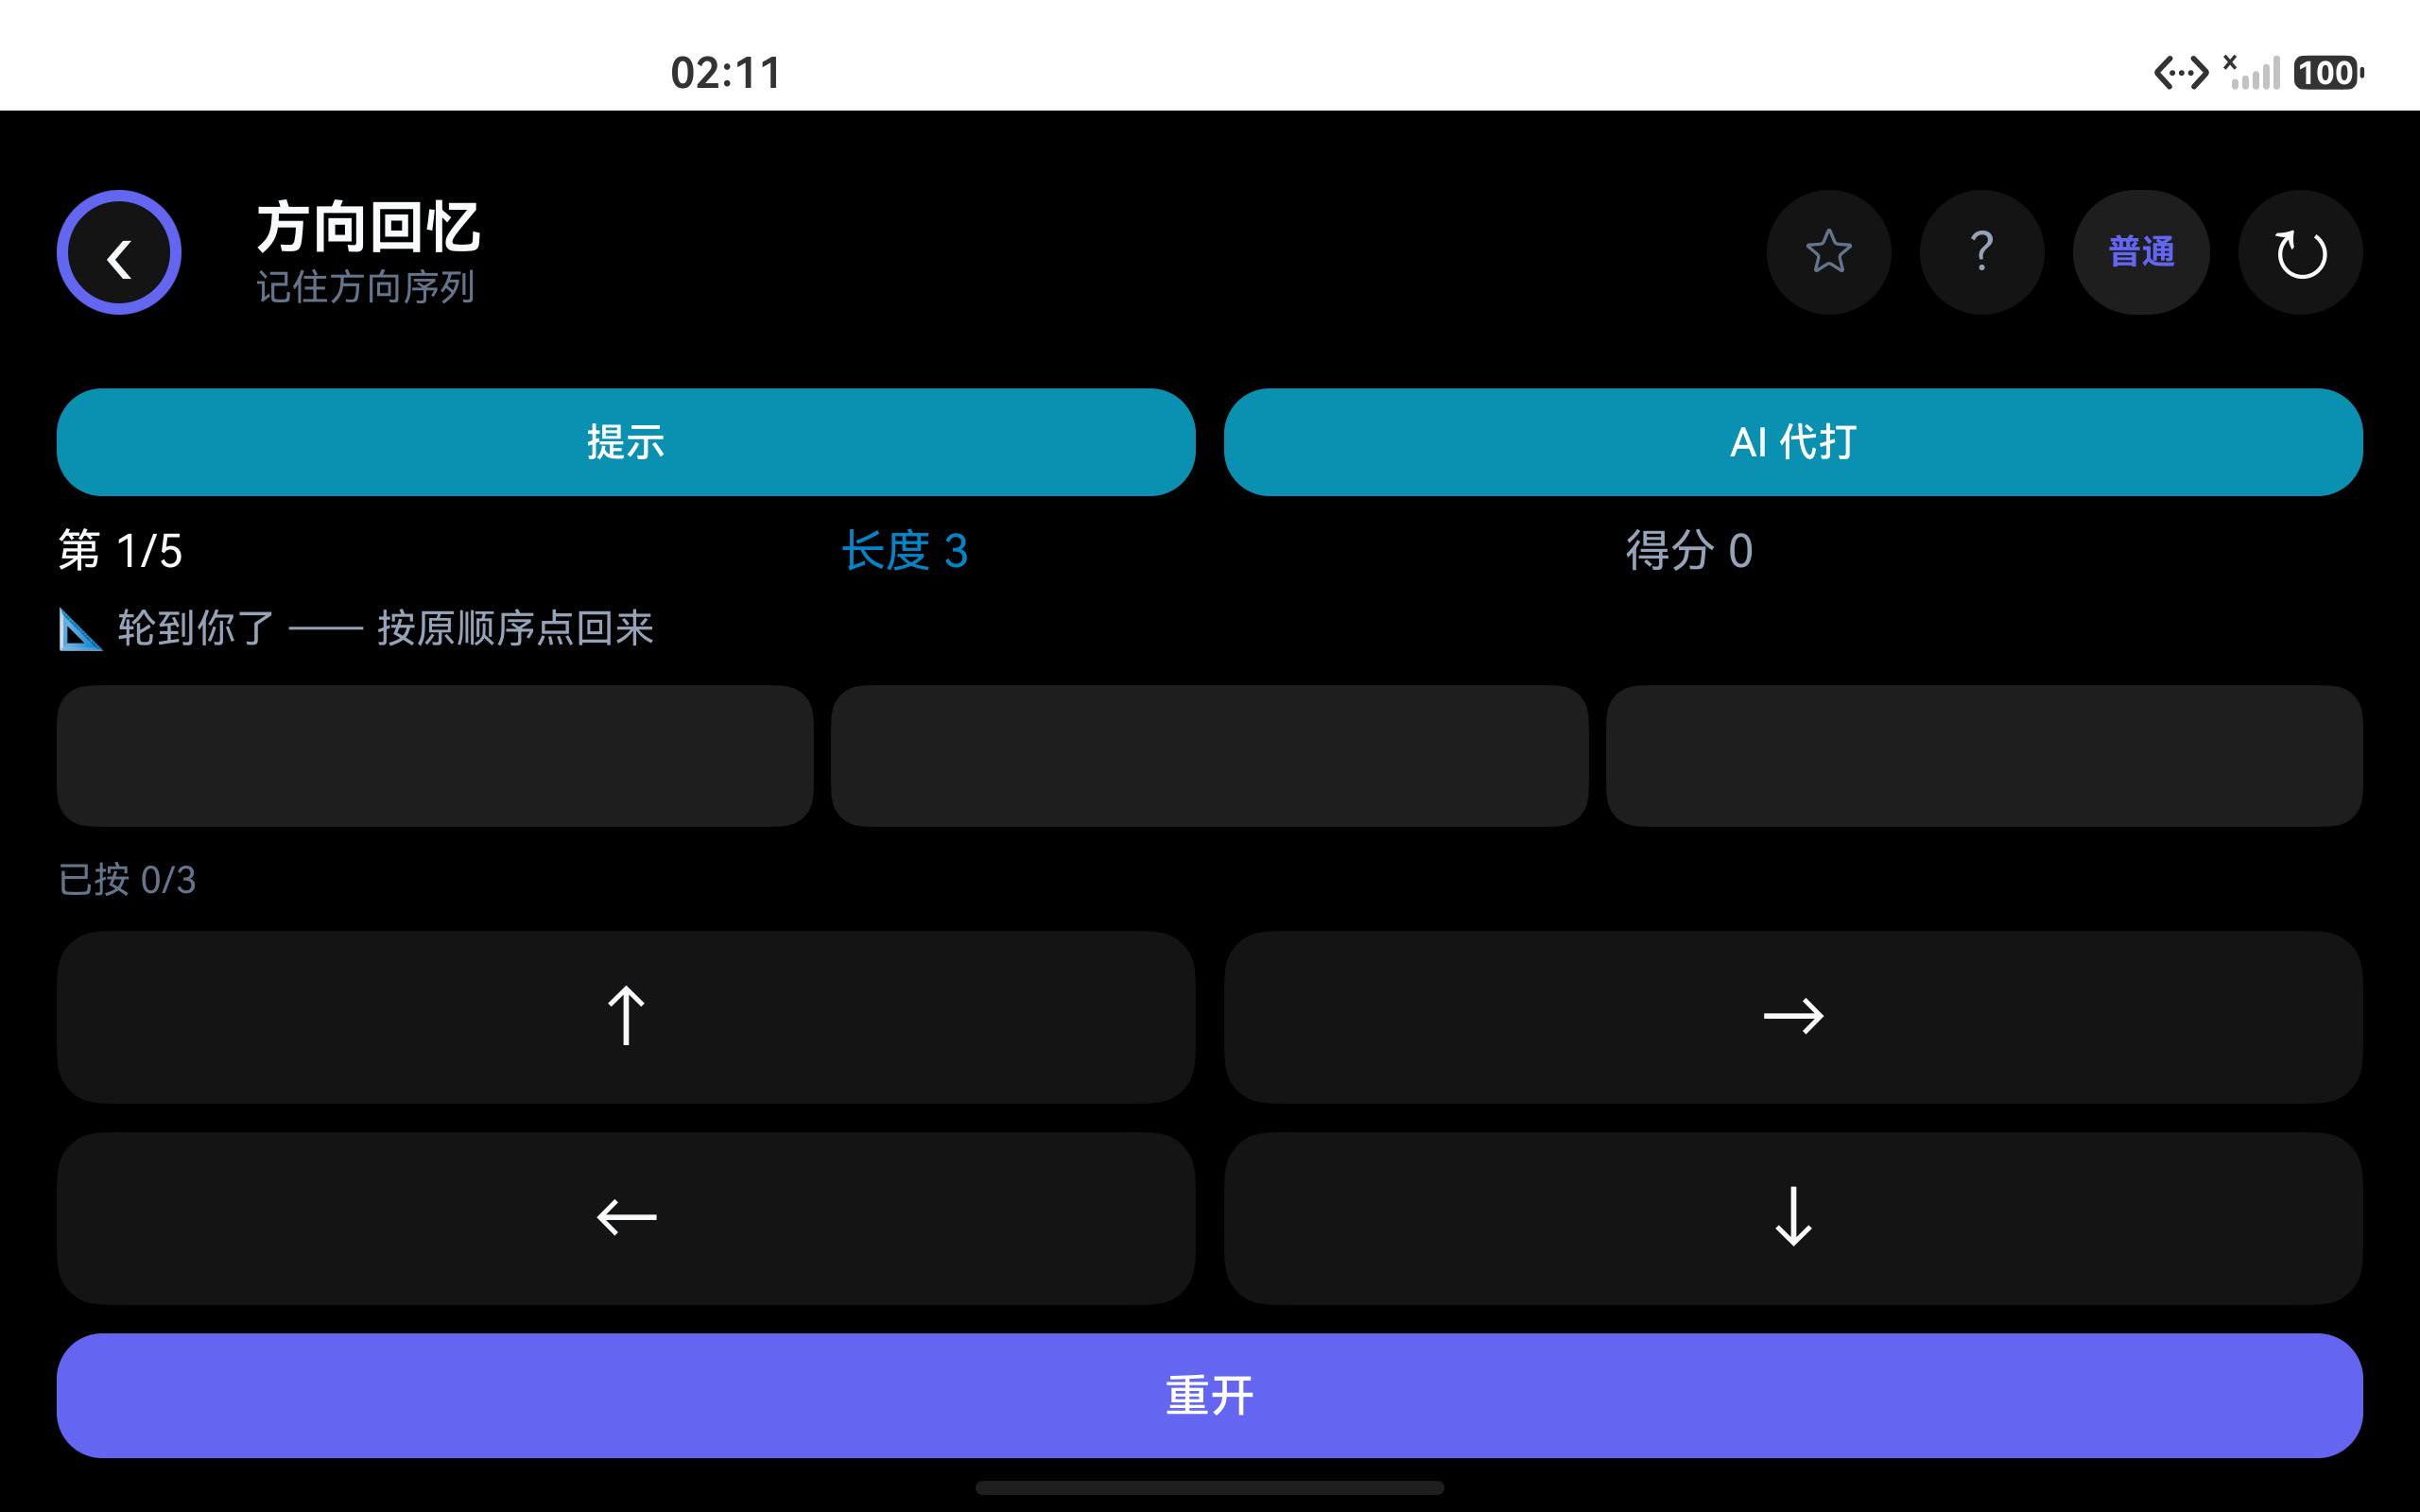 02:11
100
方向回忆
记住方向序列
?
普通
提示
AI 代打
第 1/5
长度 3
得分 0
轮到你了 —— 按原顺序点回来
已按 0/3
↑
→
←
↓
重开